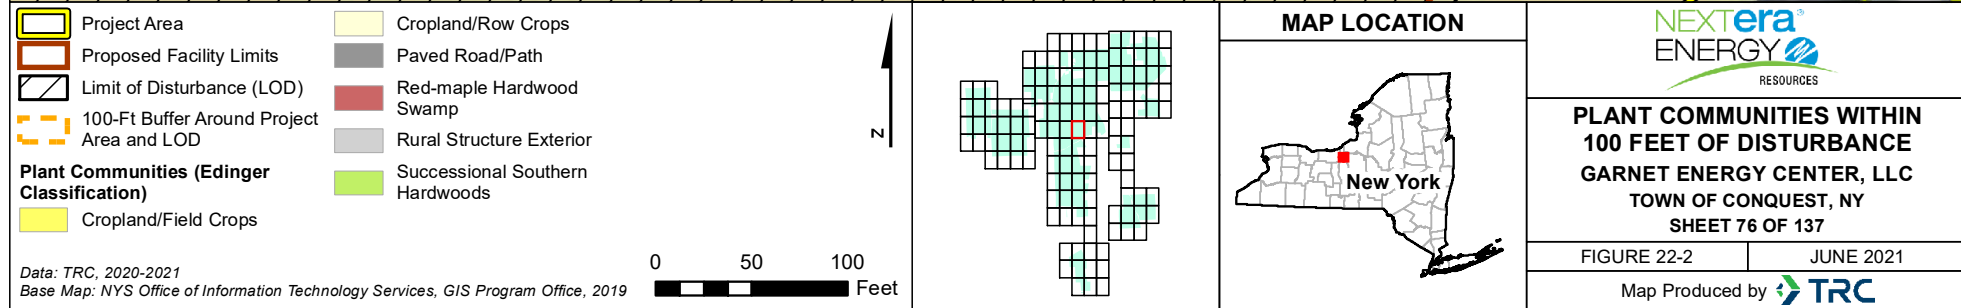 Project Area
Proposed Facility Limits
Limit of Disturbance (LOD)
100-Ft Buffer Around Project
Area and LOD
Plant Communities (Edinger
Classification)
Cropland/Field Crops
Cropland/Row Crops
Paved Road/Path
Red-maple Hardwood
Swamp
Rural Structure Exterior
Successional Southern
Hardwoods
Data: TRC, 2020-2021
Base Map: NYS Office of Information Technology Services, GIS Program Office, 2019
0 50 100
Feet
N
MAP LOCATION
New York
NEXTera®
ENERGY
RESOURCES
PLANT COMMUNITIES WITHIN
100 FEET OF DISTURBANCE
GARNET ENERGY CENTER, LLC
TOWN OF CONQUEST, NY
SHEET 76 OF 137
FIGURE 22-2 JUNE 2021
Map Produced by TRC